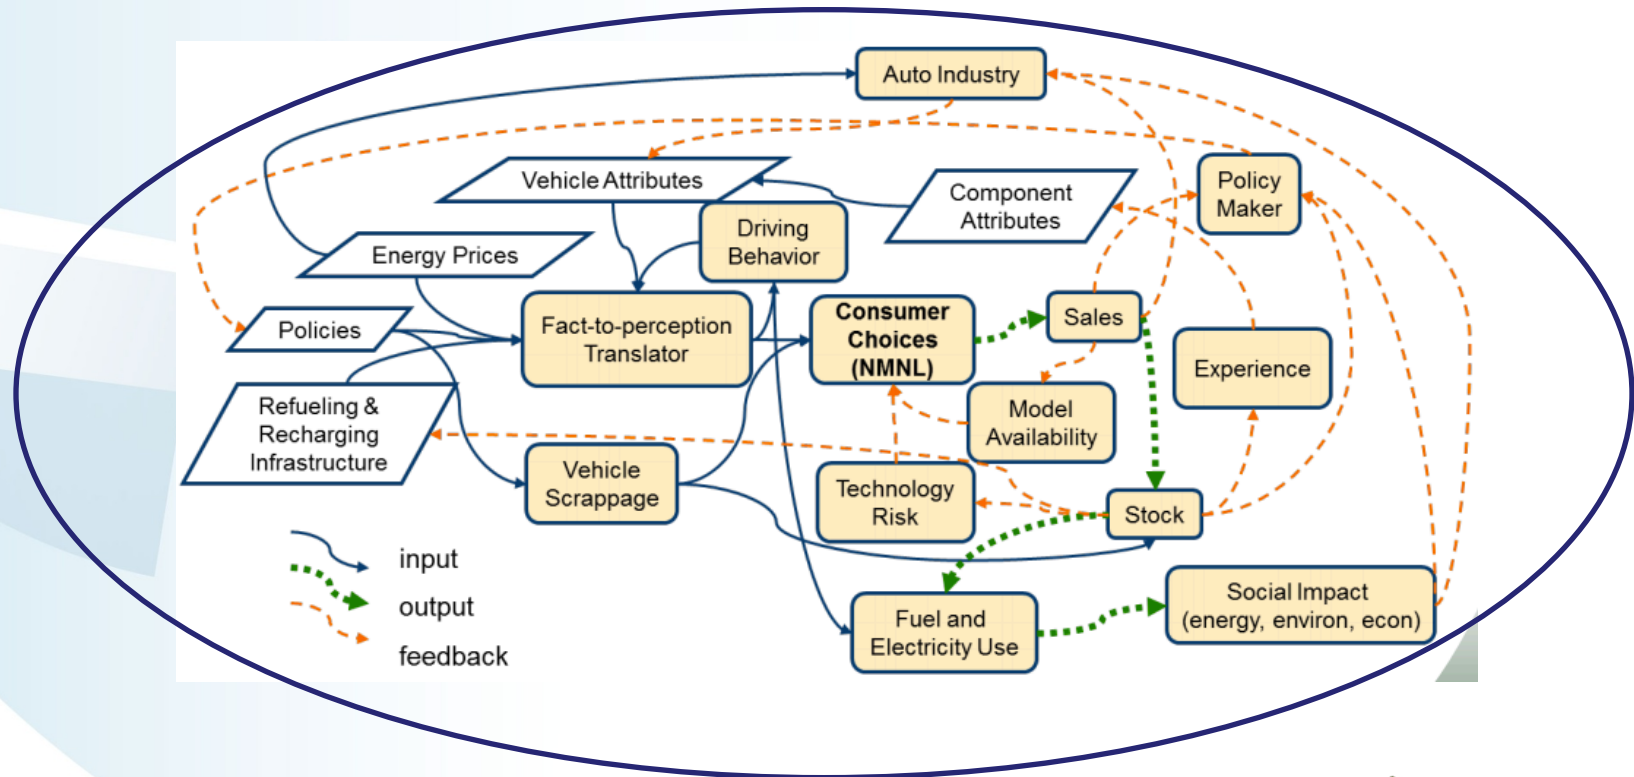 Auto Industry
Vehicle Attributes
Component
Attributes
Policy
Maker
Driving
Behavior
Energy Prices
Policies
Fact-to-perception
Translator
Consumer
Choices
(NMNL)
Sales
Experience
Refueling &
Recharging
Infrastructure
Model
Availability
Vehicle
Scrappage
Technology
Risk
Stock
input
output
feedback
Fuel and
Electricity Use
Social Impact
(energy, environ, econ)